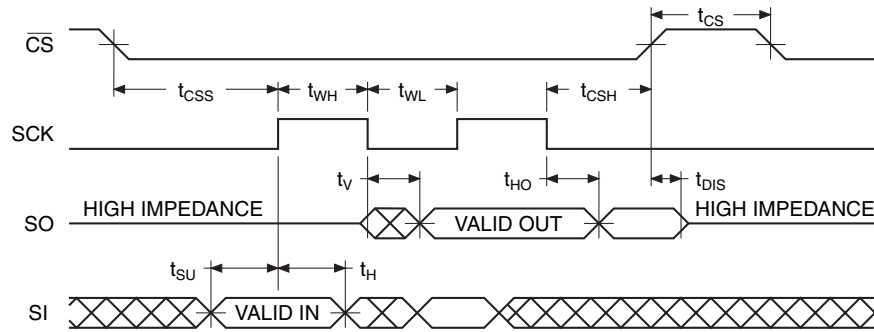 t_CS
CS
t_CSS t_WH t_WL t_CSH
SCK
t_V t_HO t_DIS
HIGH IMPEDANCE HIGH IMPEDANCE
SO VALID OUT
t_SU t_H
SI VALID IN